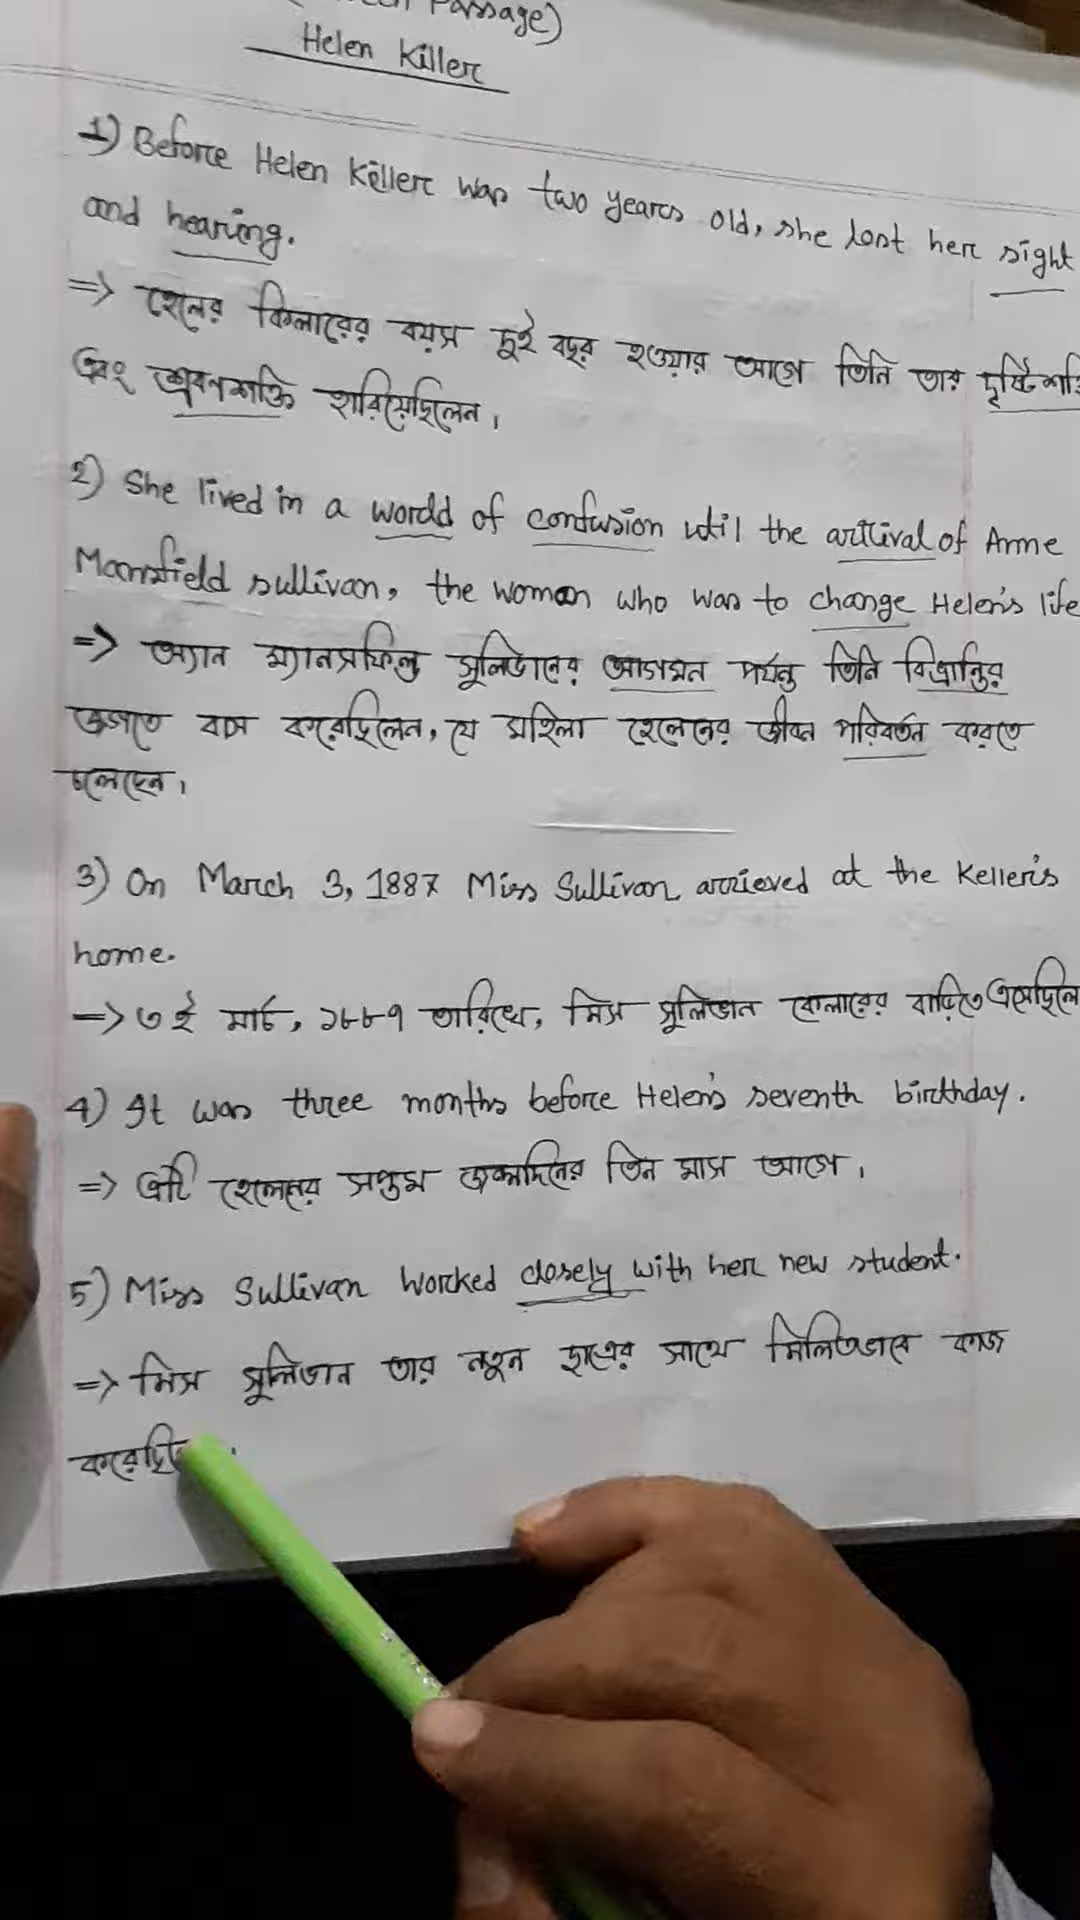 Passage)
Helen Killer
1) Before Helen Killer was two years old, she lost her sight
and hearing.
=> হেলের কিলারের বয়স দুই বছর হওয়ার আগে তিনি তার দৃষ্টিশক্তি
এবং শ্রবণশক্তি হারিয়েছিলেন।
2) She lived in a world of confusion util the arrival of Anne
Mansfield sullivan, the woman who was to change Helen's life
=> অ্যান ম্যানসফিল্ড সুলিভানের আগমন পর্যন্ত তিনি বিভ্রান্তির
জগতে বাস করেছিলেন, যে মহিলা হেলেনের জীবন পরিবর্তন করতে
চলেছেন।
3) On March 3, 1887 Miss Sullivan arrieved at the Keller's
home.
=> ৩ ই মার্চ, ১৮৮৭ তারিখে, মিস সুলিভান কেলারের বাড়িতে এসেছিলে
4) It was three months before Helen's seventh birthday.
=> এটি হেলেনের সপ্তম জন্মদিনের তিন মাস আগে।
5) Miss Sullivan worked closely with her new student.
=> মিস সুলিভান তার নতুন ছাত্রের সাথে মিলিতভাবে কাজ